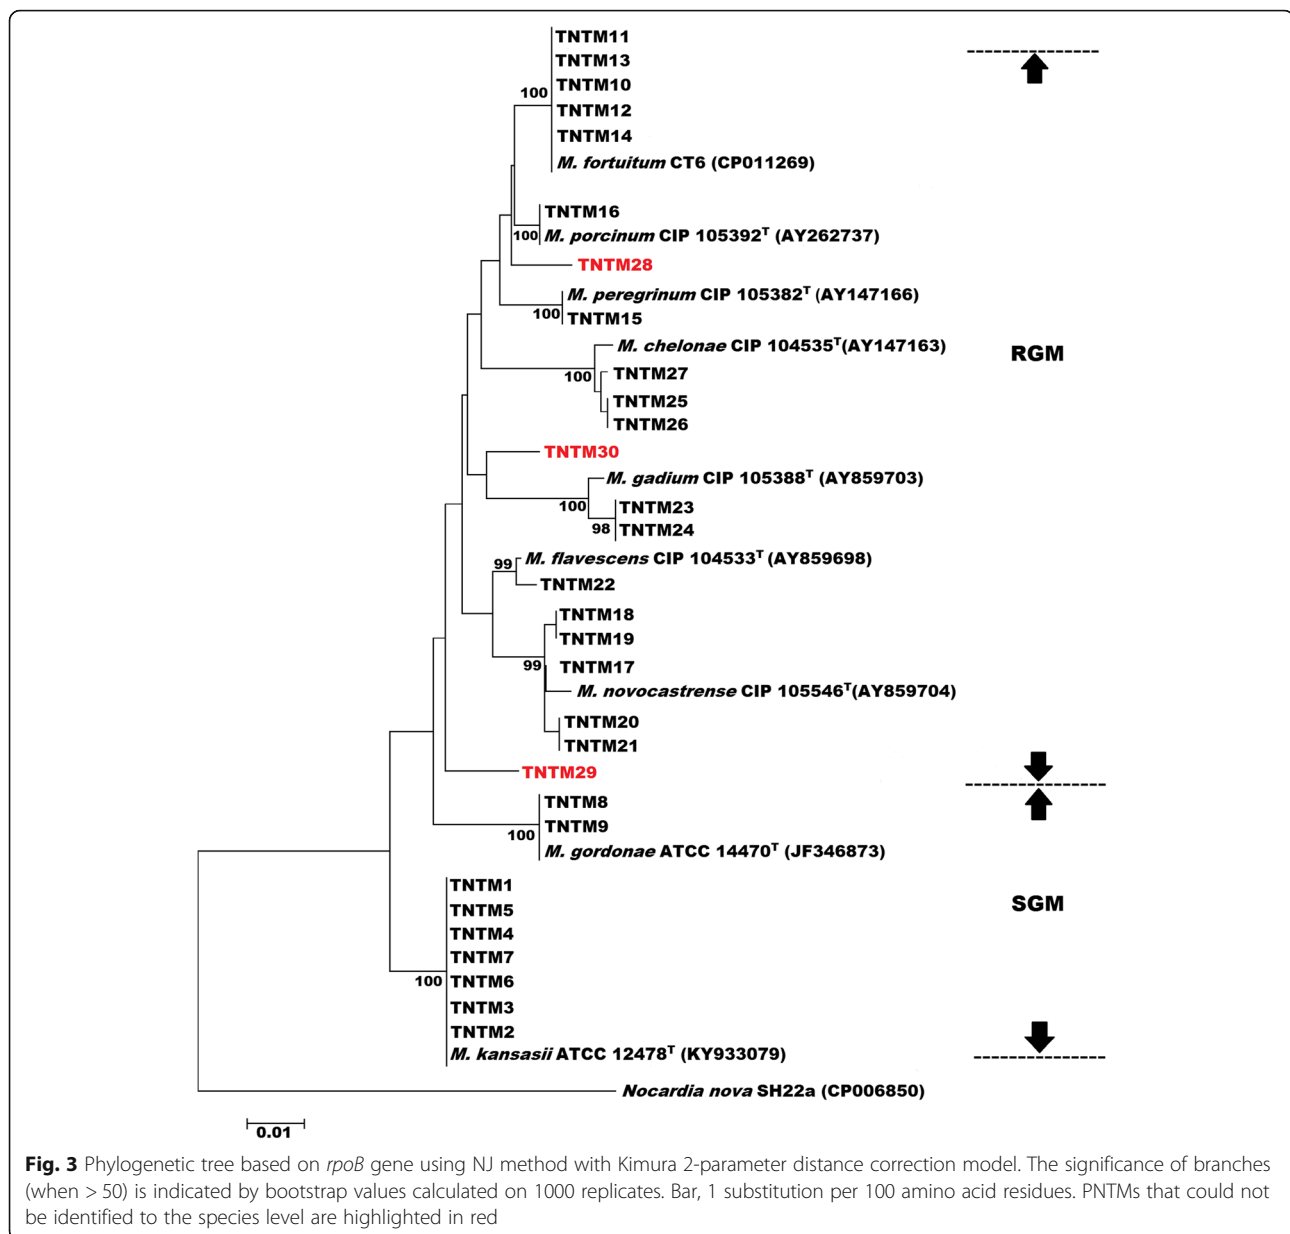 TNTM11
TNTM13
TNTM10
100
TNTM12
TNTM14
M. fortuitum CT6 (CP011269)
TNTM16
100
M. porcinum CIP 105392ᵀ (AY262737)
TNTM28
M. peregrinum CIP 105382ᵀ (AY147166)
100
TNTM15
M. chelonae CIP 104535ᵀ(AY147163)
RGM
100
TNTM27
TNTM25
TNTM26
TNTM30
M. gadium CIP 105388ᵀ (AY859703)
100
TNTM23
98
TNTM24
M. flavescens CIP 104533ᵀ (AY859698)
99
TNTM22
TNTM18
TNTM19
99
TNTM17
M. novocastrense CIP 105546ᵀ(AY859704)
TNTM20
TNTM21
TNTM29
TNTM8
TNTM9
100
M. gordonae ATCC 14470ᵀ (JF346873)
TNTM1
SGM
TNTM5
TNTM4
TNTM7
100
TNTM6
TNTM3
TNTM2
M. kansasii ATCC 12478ᵀ (KY933079)
Nocardia nova SH22a (CP006850)
0.01
Fig. 3 Phylogenetic tree based on rpoB gene using NJ method with Kimura 2-parameter distance correction model. The significance of branches
(when > 50) is indicated by bootstrap values calculated on 1000 replicates. Bar, 1 substitution per 100 amino acid residues. PNTMs that could not
be identified to the species level are highlighted in red